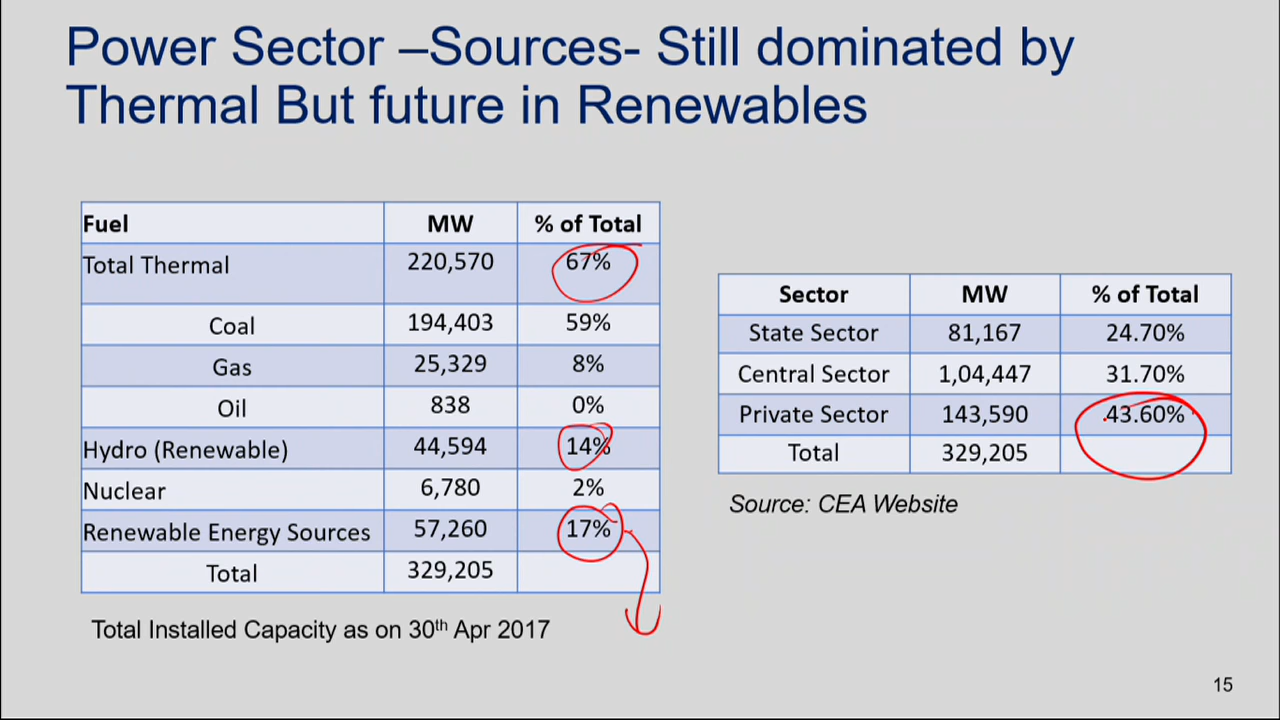 Power Sector –Sources- Still dominated by
Thermal But future in Renewables
Fuel MW % of Total
Total Thermal 220,570 67%
Coal 194,403 59%
Gas 25,329 8%
Oil 838 0%
Hydro (Renewable) 44,594 14%
Nuclear 6,780 2%
Renewable Energy Sources 57,260 17%
Total 329,205
Total Installed Capacity as on 30th Apr 2017
Sector MW % of Total
State Sector 81,167 24.70%
Central Sector 1,04,447 31.70%
Private Sector 143,590 43.60%
Total 329,205
Source: CEA Website
15